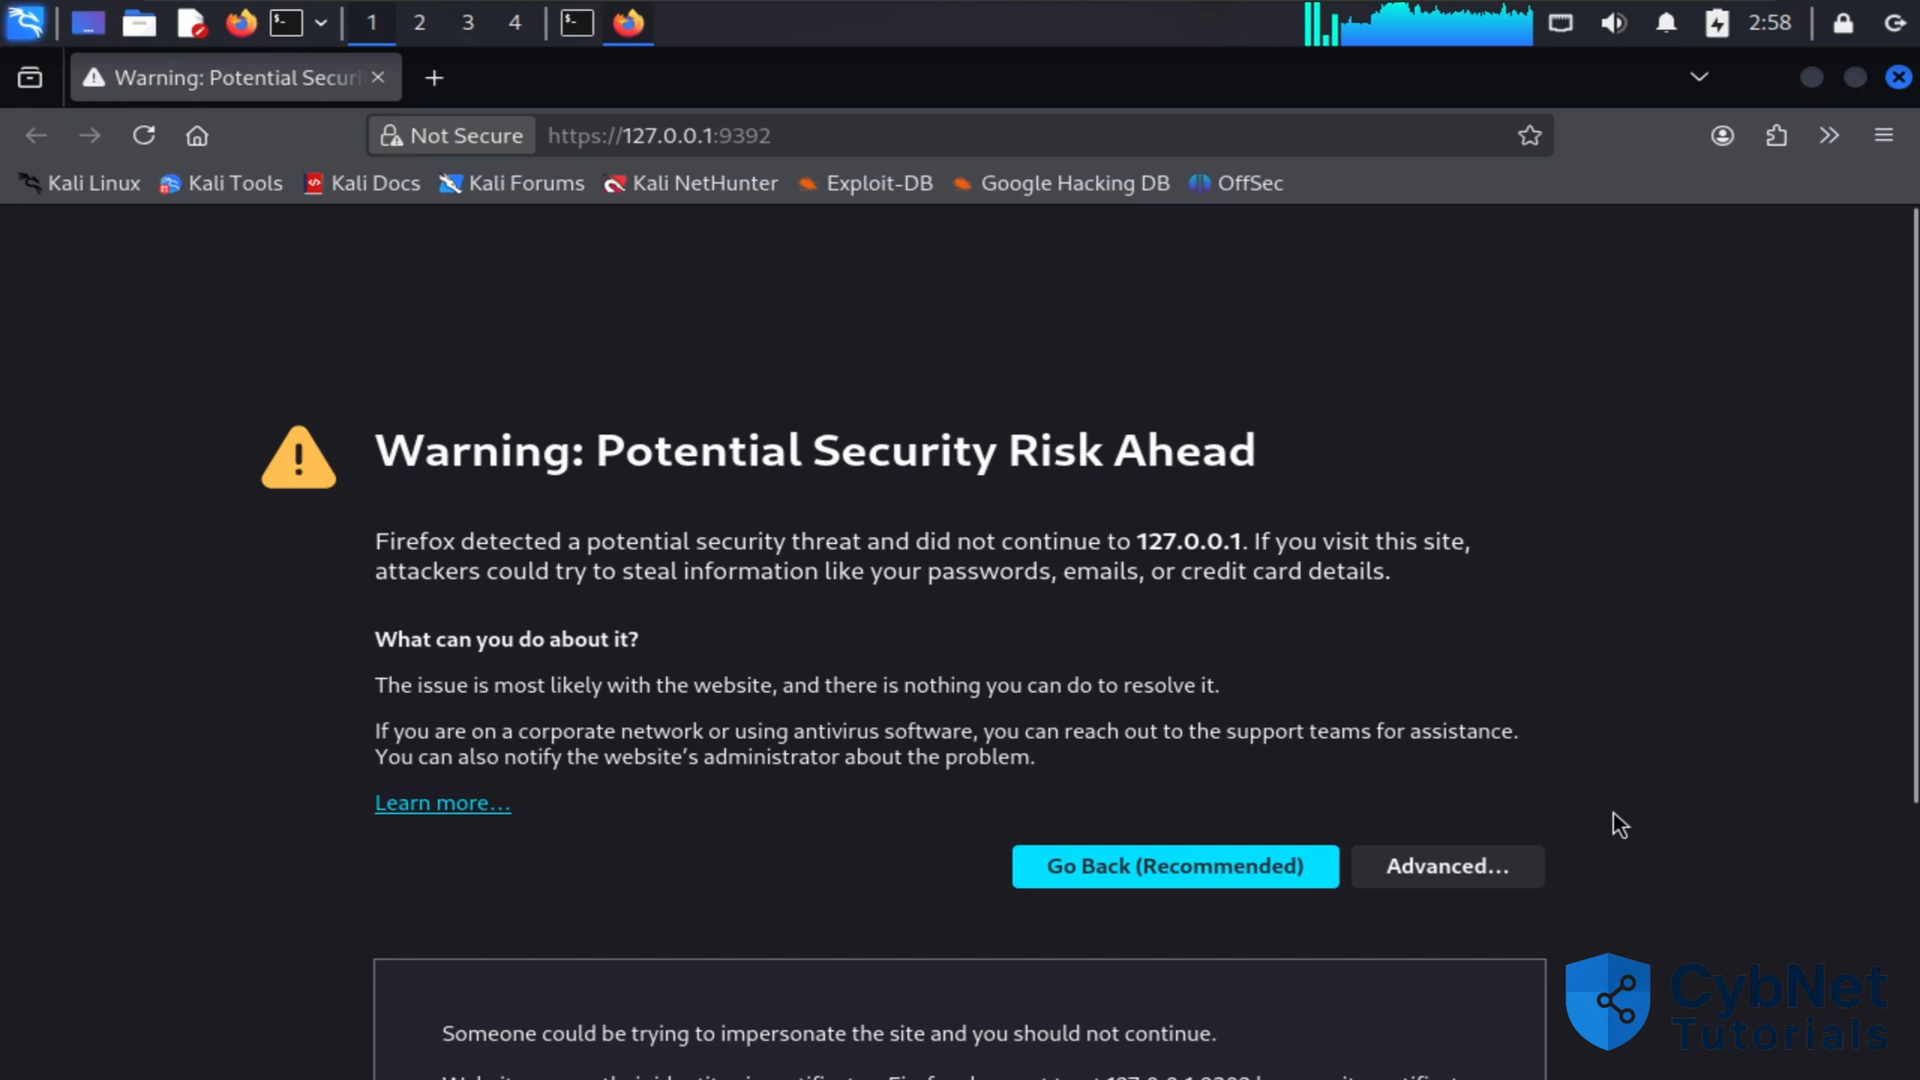 1 2 3 4 2:58
Warning: Potential Securi
Not Secure https://127.0.0.1:9392
Kali Linux Kali Tools Kali Docs Kali Forums Kali NetHunter Exploit-DB Google Hacking DB OffSec
Warning: Potential Security Risk Ahead
Firefox detected a potential security threat and did not continue to 127.0.0.1. If you visit this site,
attackers could try to steal information like your passwords, emails, or credit card details.
What can you do about it?
The issue is most likely with the website, and there is nothing you can do to resolve it.
If you are on a corporate network or using antivirus software, you can reach out to the support teams for assistance.
You can also notify the website’s administrator about the problem.
Learn more…
Go Back (Recommended) Advanced…
Someone could be trying to impersonate the site and you should not continue.
CybNet
Tutorials